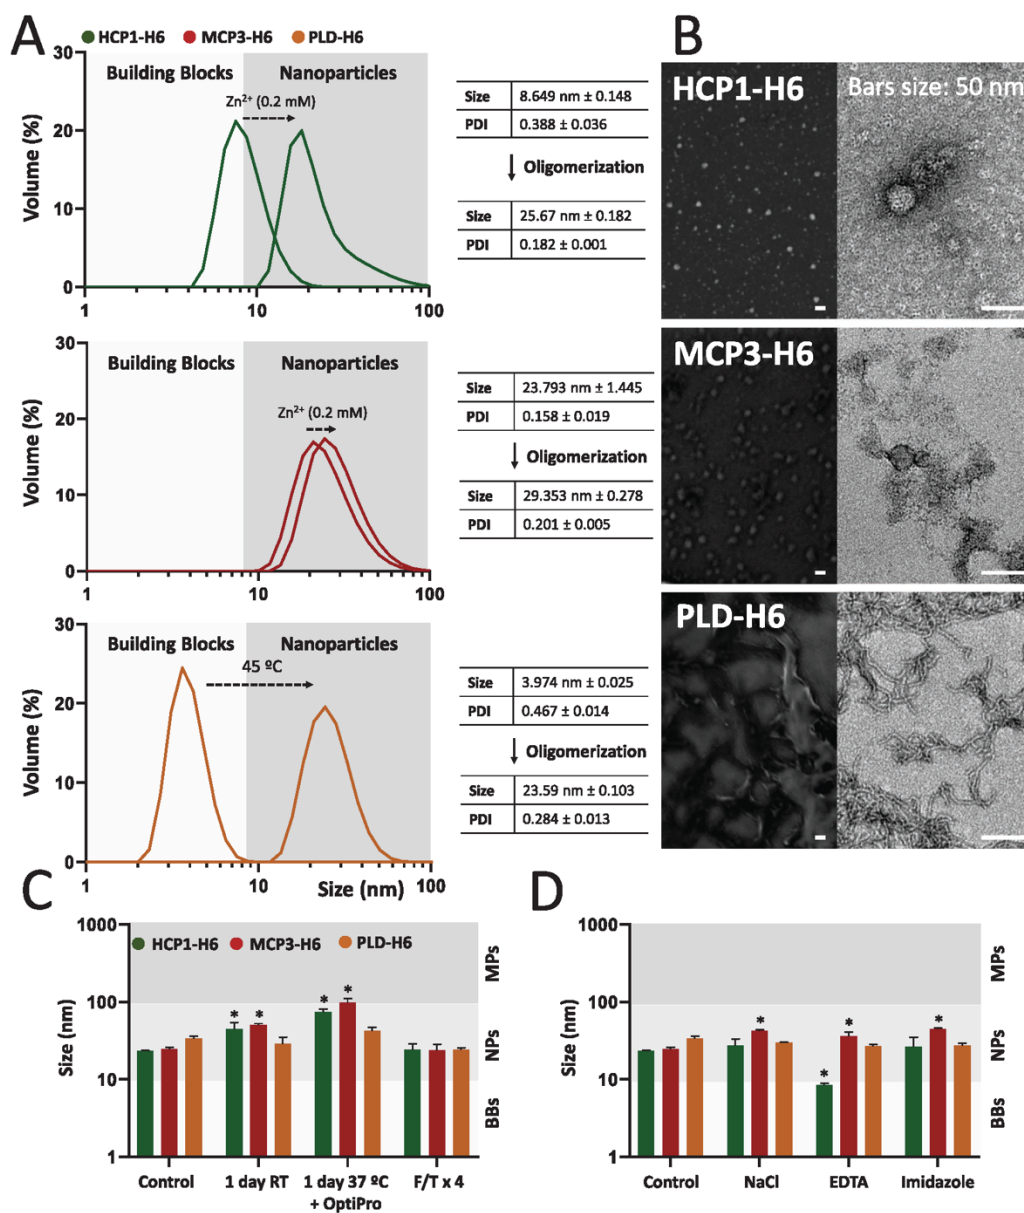 A
HCP1-H6 MCP3-H6 PLD-H6
30
20
10
0
Volume (%)
Building Blocks Nanoparticles
Zn²⁺ (0.2 mM)
1 10 100
Size 8.649 nm ± 0.148
PDI 0.388 ± 0.036
Oligomerization
Size 25.67 nm ± 0.182
PDI 0.182 ± 0.001
30
20
10
0
Volume (%)
Building Blocks Nanoparticles
Zn²⁺ (0.2 mM)
1 10 100
Size 23.793 nm ± 1.445
PDI 0.158 ± 0.019
Oligomerization
Size 29.353 nm ± 0.278
PDI 0.201 ± 0.005
30
20
10
0
Volume (%)
Building Blocks Nanoparticles
45 ºC
1 10 Size (nm) 100
Size 3.974 nm ± 0.025
PDI 0.467 ± 0.014
Oligomerization
Size 23.59 nm ± 0.103
PDI 0.284 ± 0.013
B
HCP1-H6 Bars size: 50 nm
MCP3-H6
PLD-H6
C
HCP1-H6 MCP3-H6 PLD-H6
1000
100
10
1
Size (nm)
* * * *
MPs
NPs
BBs
Control 1 day RT 1 day 37 ºC F/T x 4
+ OptiPro
D
1000
100
10
1
Size (nm)
* * * *
MPs
NPs
BBs
Control NaCl EDTA Imidazole